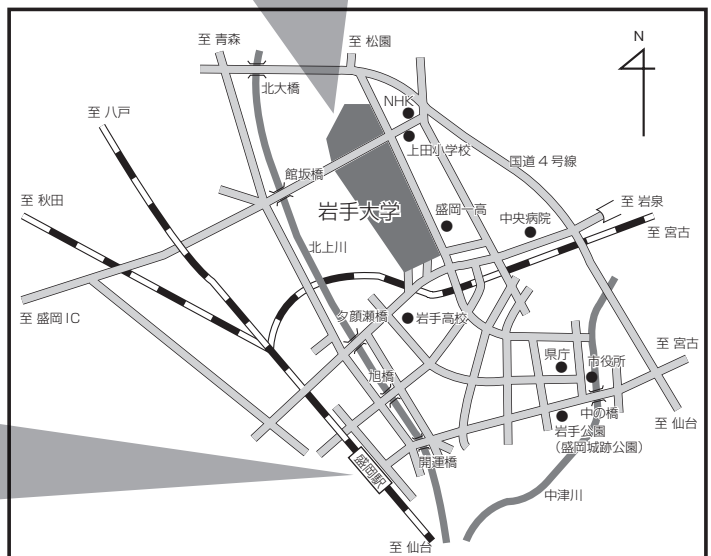 至 青森
至 松園
N
北大橋
NHK
至 八戸
上田小学校
国道４号線
館坂橋
至 秋田
岩手大学
盛岡一高
中央病院
至 岩泉
至 宮古
北上川
至 盛岡IC
夕顔瀬橋
岩手高校
県庁
市役所
至 宮古
旭橋
中の橋
至 仙台
岩手公園
(盛岡城跡公園)
開運橋
盛岡駅
中津川
至 仙台